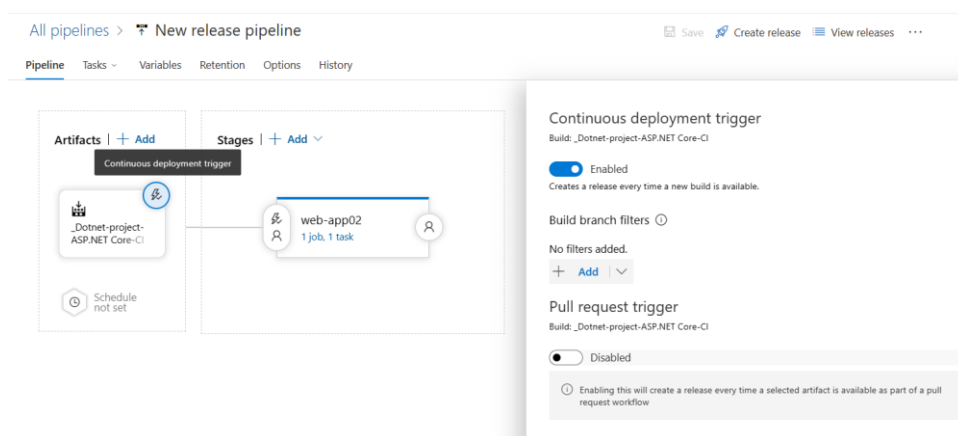 All pipelines > New release pipeline
Save Create release View releases ...
Pipeline Tasks Variables Retention Options History
Artifacts | + Add
Stages | + Add
Continuous deployment trigger
_Dotnet-project-
ASP.NET Core-CI
web-app02
1 job, 1 task
Schedule
not set
Continuous deployment trigger
Build: _Dotnet-project-ASP.NET Core-CI
Enabled
Creates a release every time a new build is available.
Build branch filters
No filters added.
+ Add
Pull request trigger
Build: _Dotnet-project-ASP.NET Core-CI
Disabled
Enabling this will create a release every time a selected artifact is available as part of a pull
request workflow